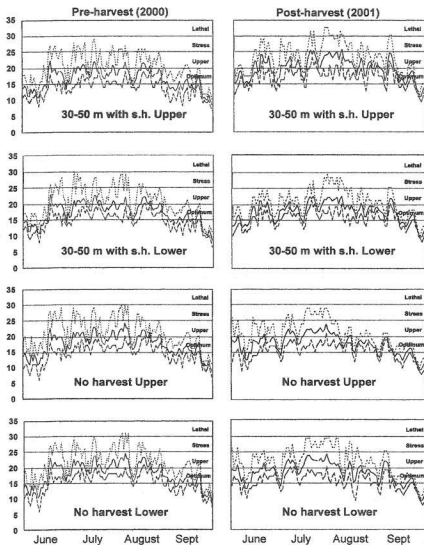 Pre-harvest (2000) Post-harvest (2001)
35
30
25
20
15
10
5
0
Lethal
Stress
Upper
Optimum
30-50 m with s.h. Upper
Lethal
Stress
Upper
Optimum
30-50 m with s.h. Upper
35
30
25
20
15
10
5
0
Lethal
Stress
Upper
Optimum
30-50 m with s.h. Lower
Lethal
Stress
Upper
Optimum
30-50 m with s.h. Lower
35
30
25
20
15
10
5
0
Lethal
Stress
Upper
Optimum
No harvest Upper
Lethal
Stress
Upper
Optimum
No harvest Upper
35
30
25
20
15
10
5
0
Lethal
Stress
Upper
Optimum
No harvest Lower
Lethal
Stress
Upper
Optimum
No harvest Lower
June July August Sept June July August Sept